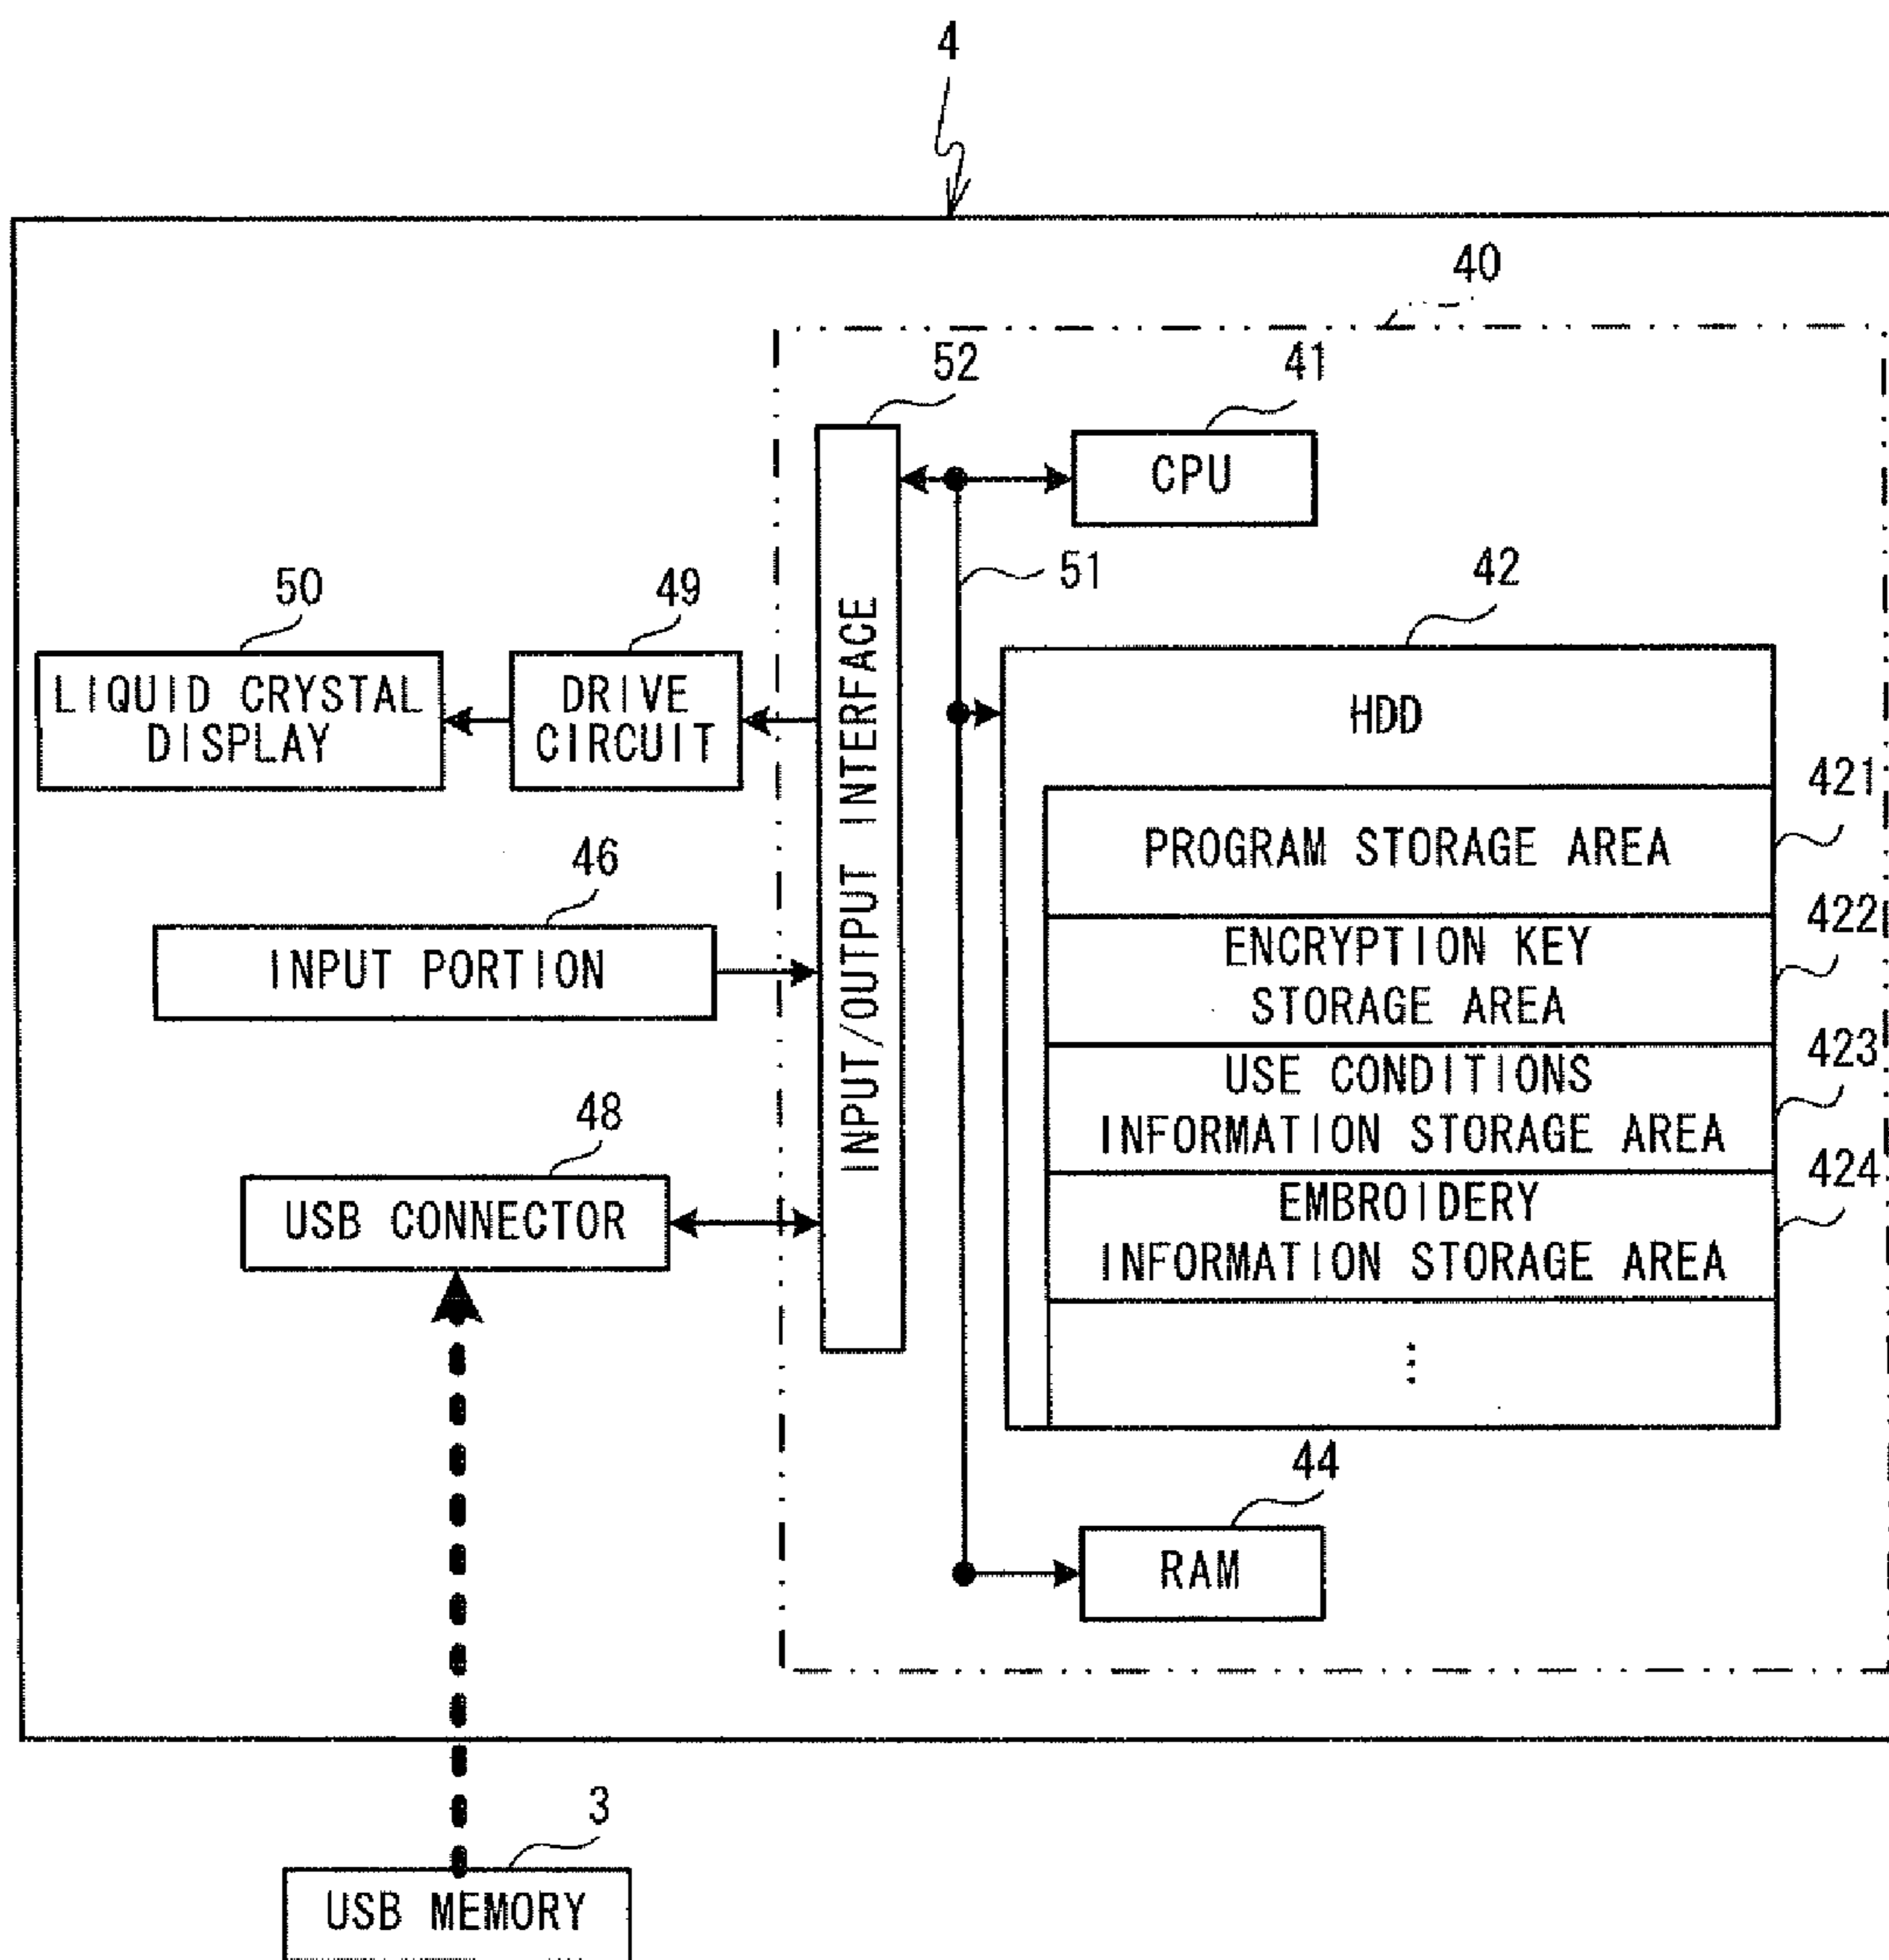 4
40
52
41
CPU
51
42
50
49
LIQUID CRYSTAL
DISPLAY
DRIVE
CIRCUIT
INPUT/OUTPUT INTERFACE
HDD
421
PROGRAM STORAGE AREA
46
INPUT PORTION
422
ENCRYPTION KEY
STORAGE AREA
423
USE CONDITIONS
INFORMATION STORAGE AREA
48
USB CONNECTOR
424
EMBROIDERY
INFORMATION STORAGE AREA
⋮
44
RAM
3
USB MEMORY